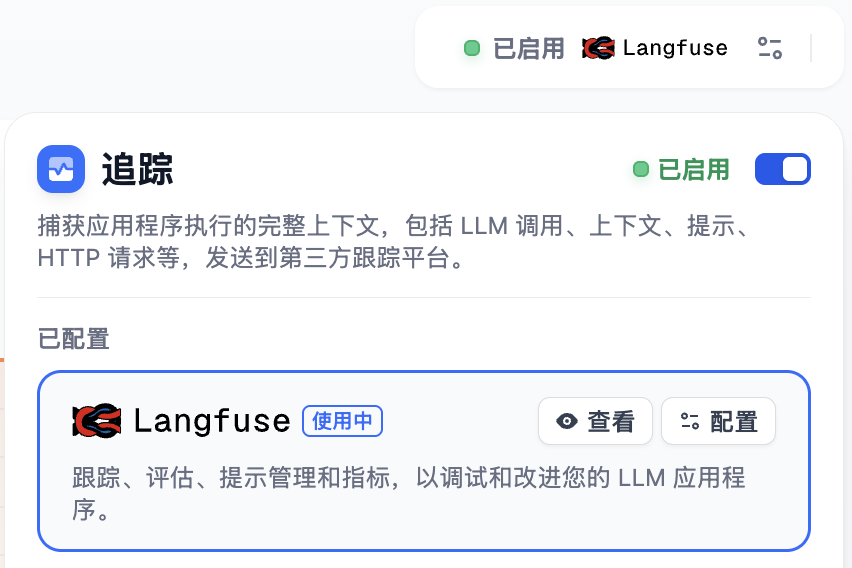 已启用 Langfuse
追踪 已启用
捕获应用程序执行的完整上下文，包括 LLM 调用、上下文、提示、
HTTP 请求等，发送到第三方跟踪平台。
已配置
Langfuse 使用中 查看 配置
跟踪、评估、提示管理和指标，以调试和改进您的 LLM 应用程
序。